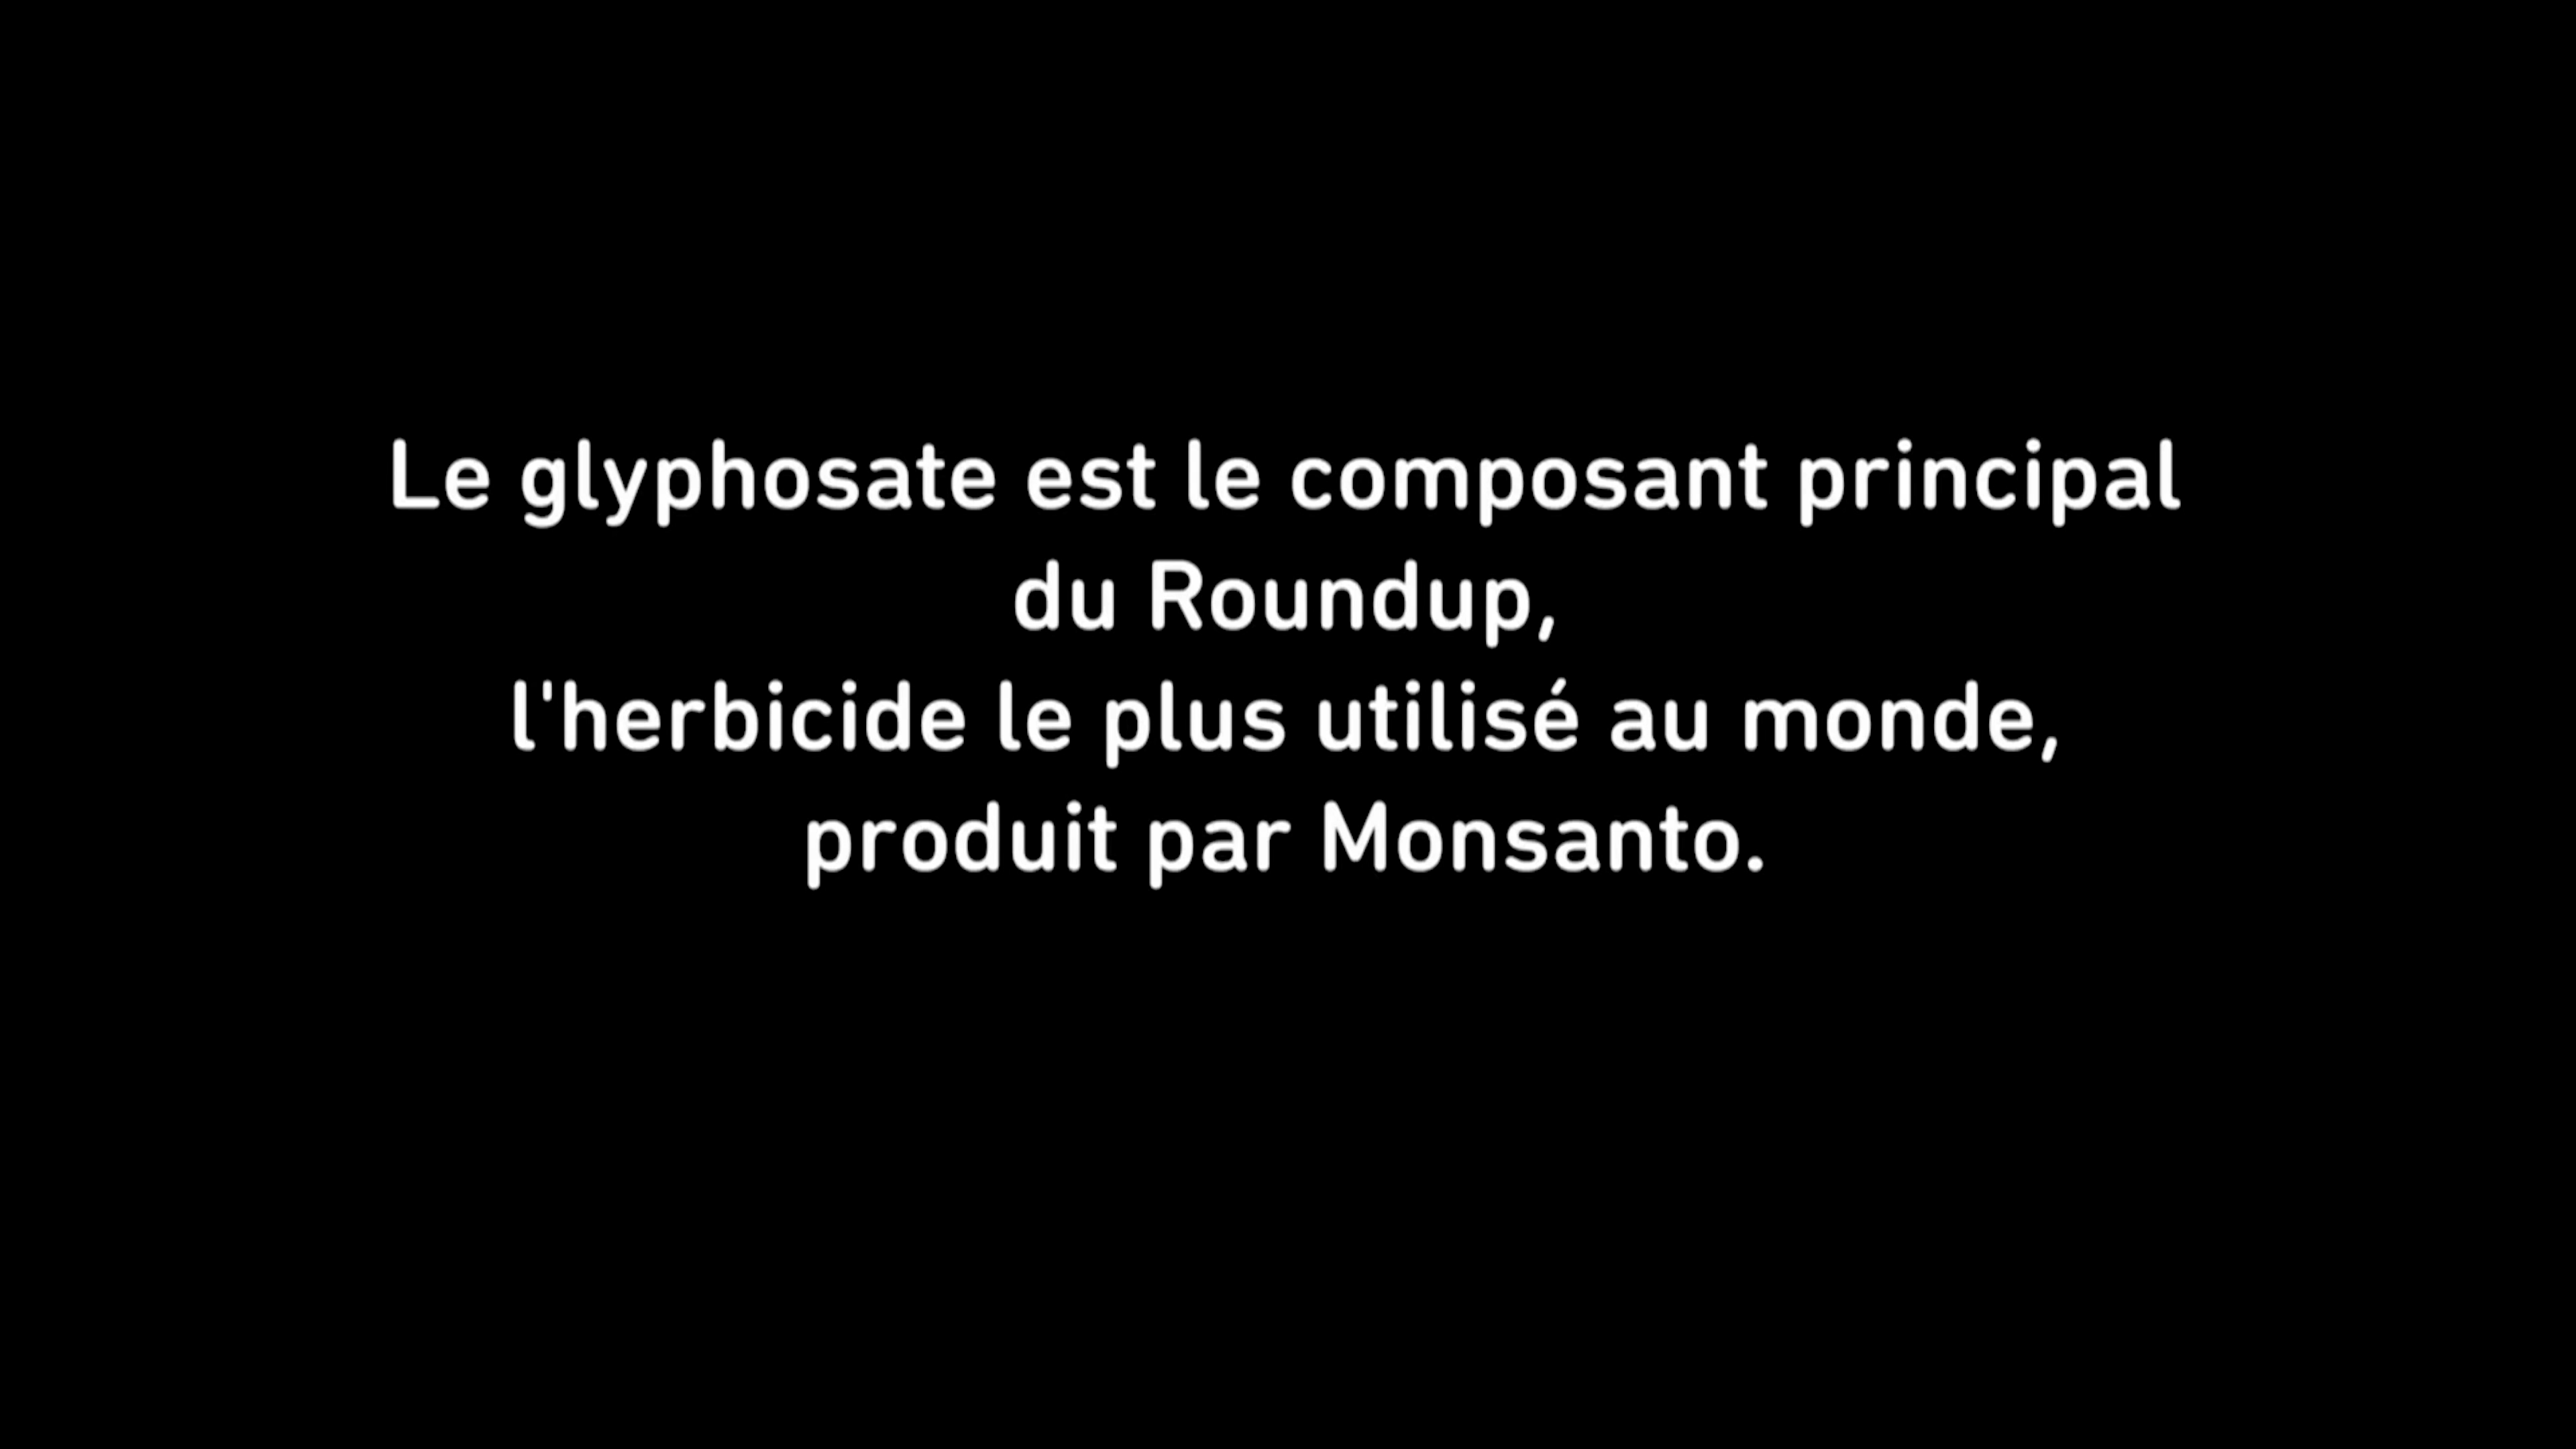 Le glyphosate est le composant principal
du Roundup,
l'herbicide le plus utilisé au monde,
produit par Monsanto.